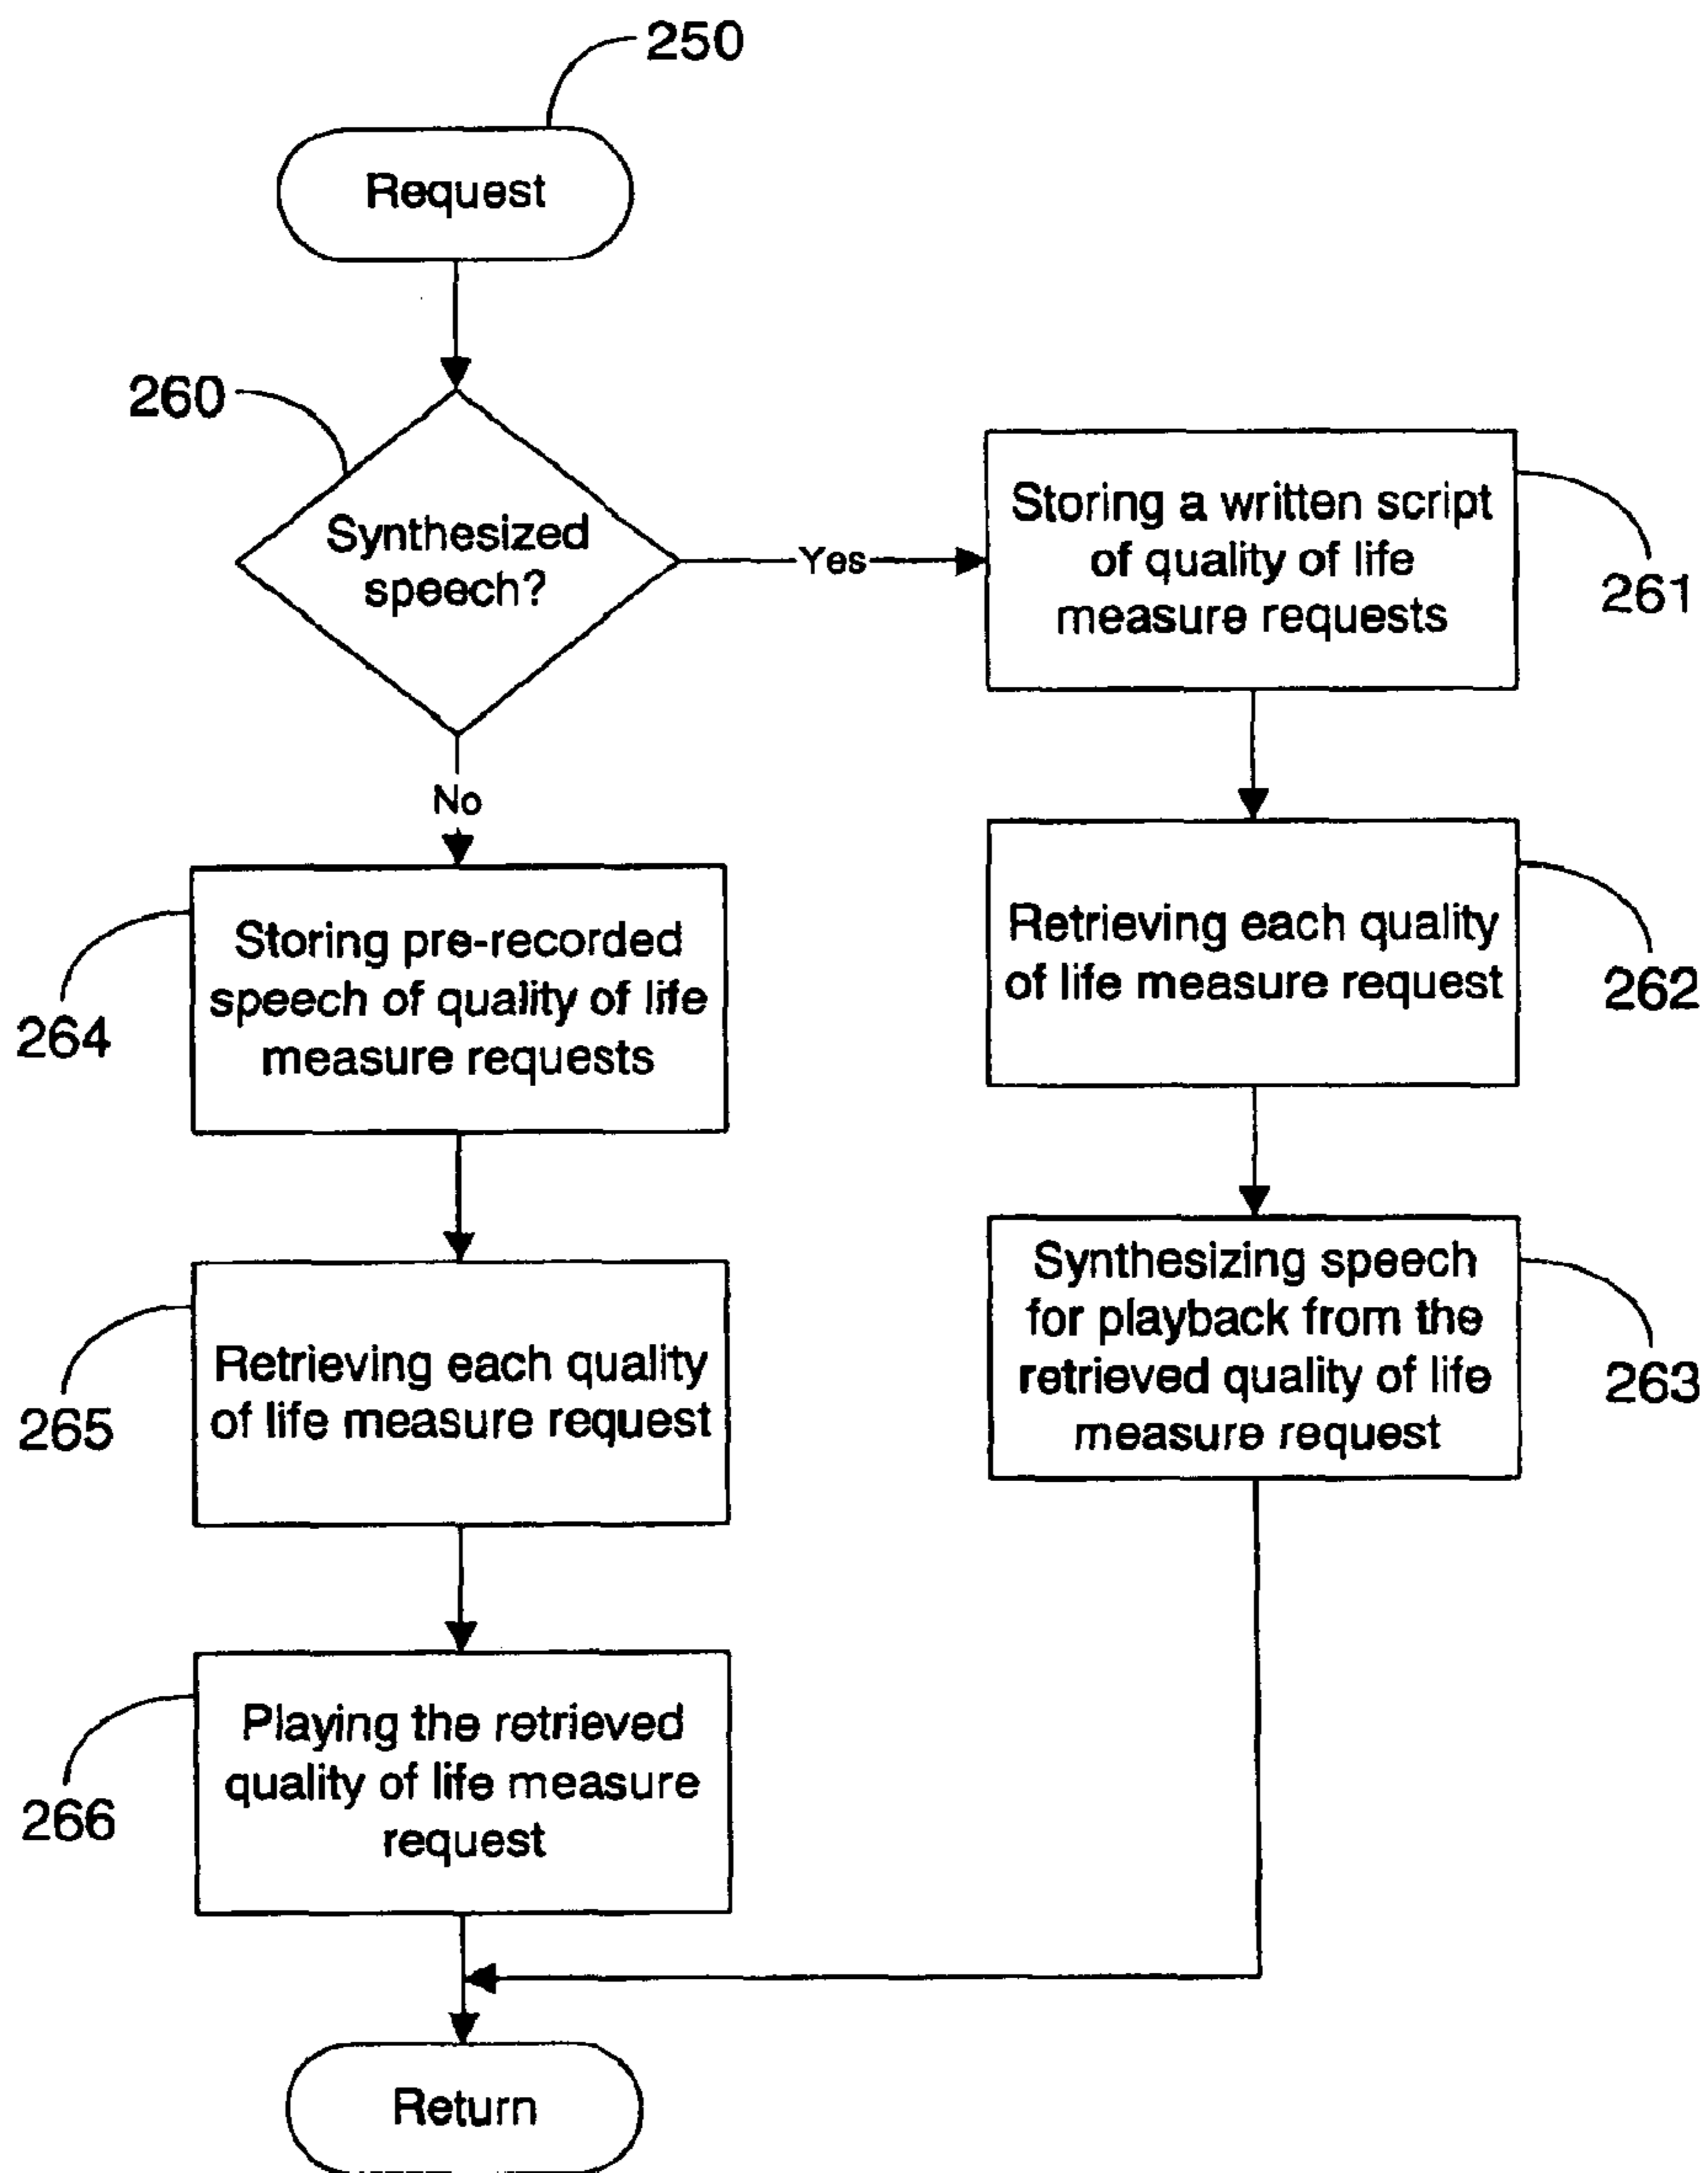 250
Request
260
Synthesized
speech?
Yes
Storing a written script
of quality of life
measure requests
261
No
Retrieving each quality
of life measure request
262
Storing pre-recorded
speech of quality of life
measure requests
264
Synthesizing speech
for playback from the
retrieved quality of life
measure request
263
Retrieving each quality
of life measure request
265
Playing the retrieved
quality of life measure
request
266
Return